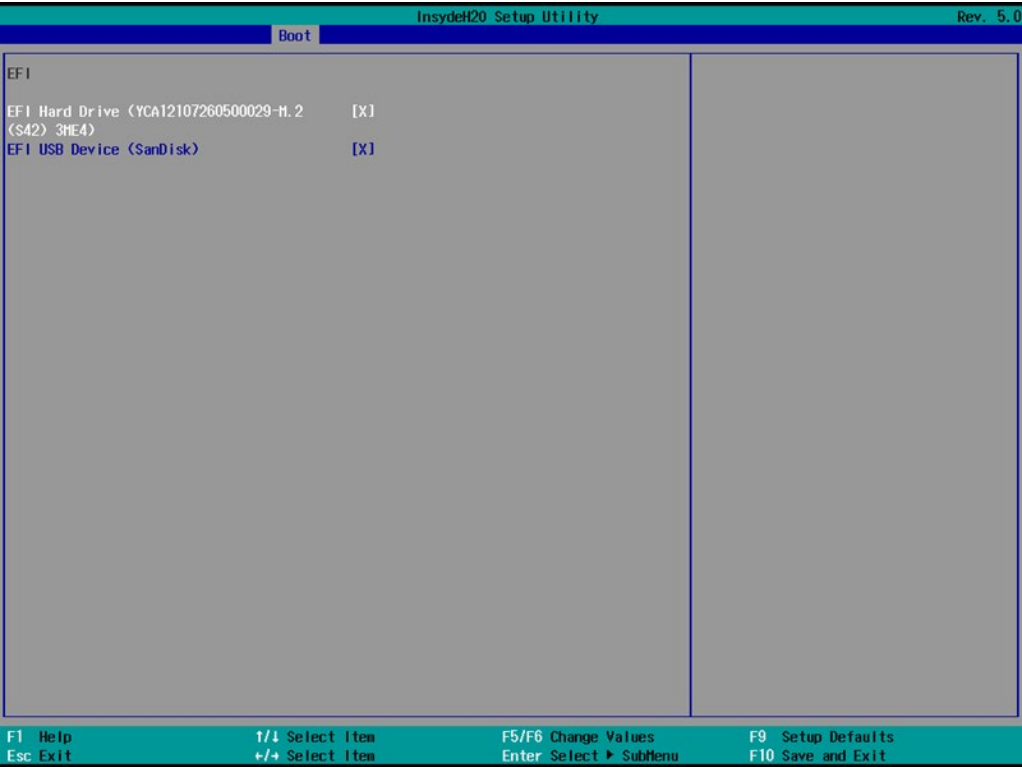 InsydeH20 Setup Utility Rev. 5.0
Boot
EFI
EFI Hard Drive (YCA12107260500029-M.2 [X]
(S42) 3ME4)
EFI USB Device (SanDisk) [X]
F1 Help ↑/↓ Select Item F5/F6 Change Values F9 Setup Defaults
Esc Exit ←/→ Select Item Enter Select ▶ SubMenu F10 Save and Exit